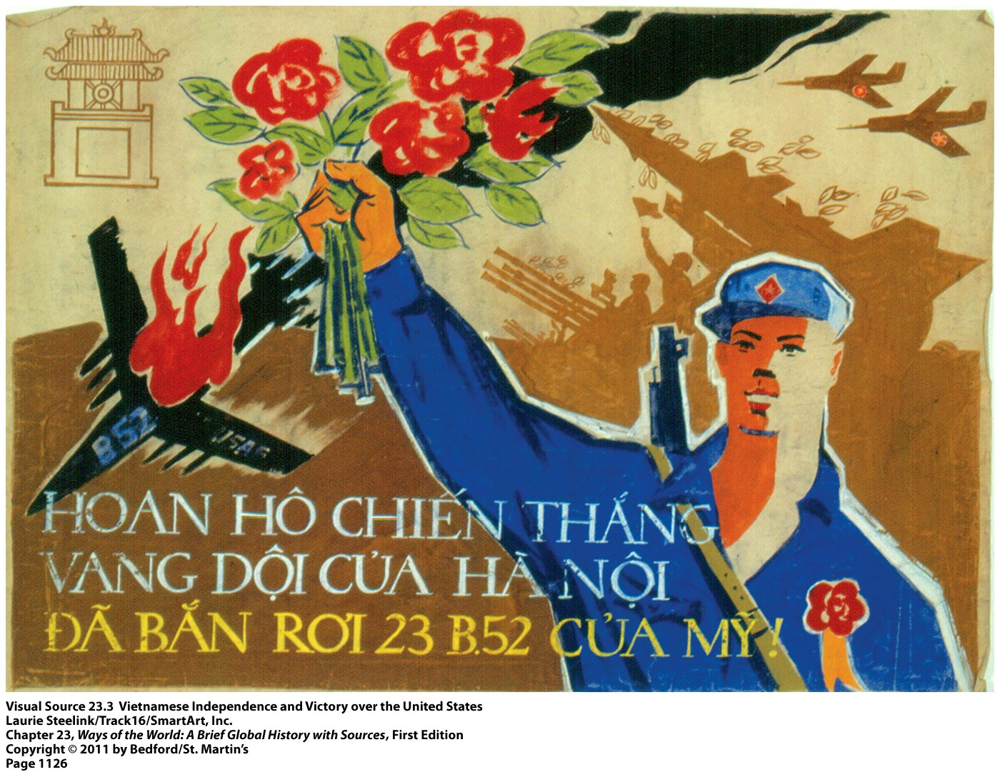 B52
USAF
HOAN HÔ CHIẾN THẮNG
VANG DỘI CỦA HÀ NỘI
ĐÃ BẮN RƠI 23 B.52 CỦA MỸ!
Visual Source 23.3 Vietnamese Independence and Victory over the United States
Laurie Steelink/Track16/SmartArt, Inc.
Chapter 23, Ways of the World: A Brief Global History with Sources, First Edition
Copyright © 2011 by Bedford/St. Martin's
Page 1126